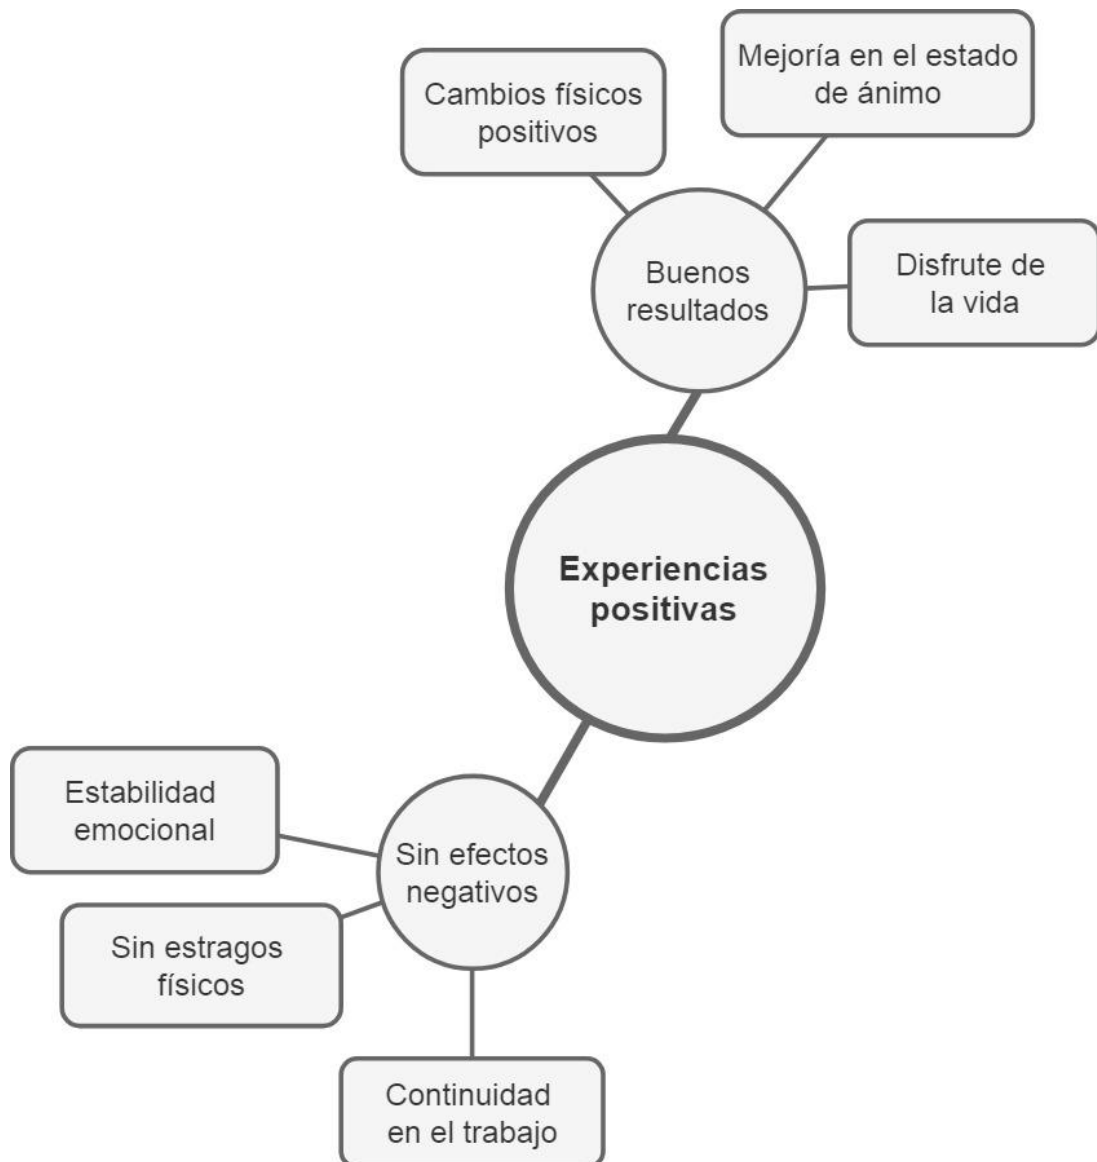 Mejoría en el estado
de ánimo
Cambios físicos
positivos
Disfrute de
la vida
Buenos
resultados
Experiencias
positivas
Estabilidad
emocional
Sin efectos
negativos
Sin estragos
físicos
Continuidad
en el trabajo